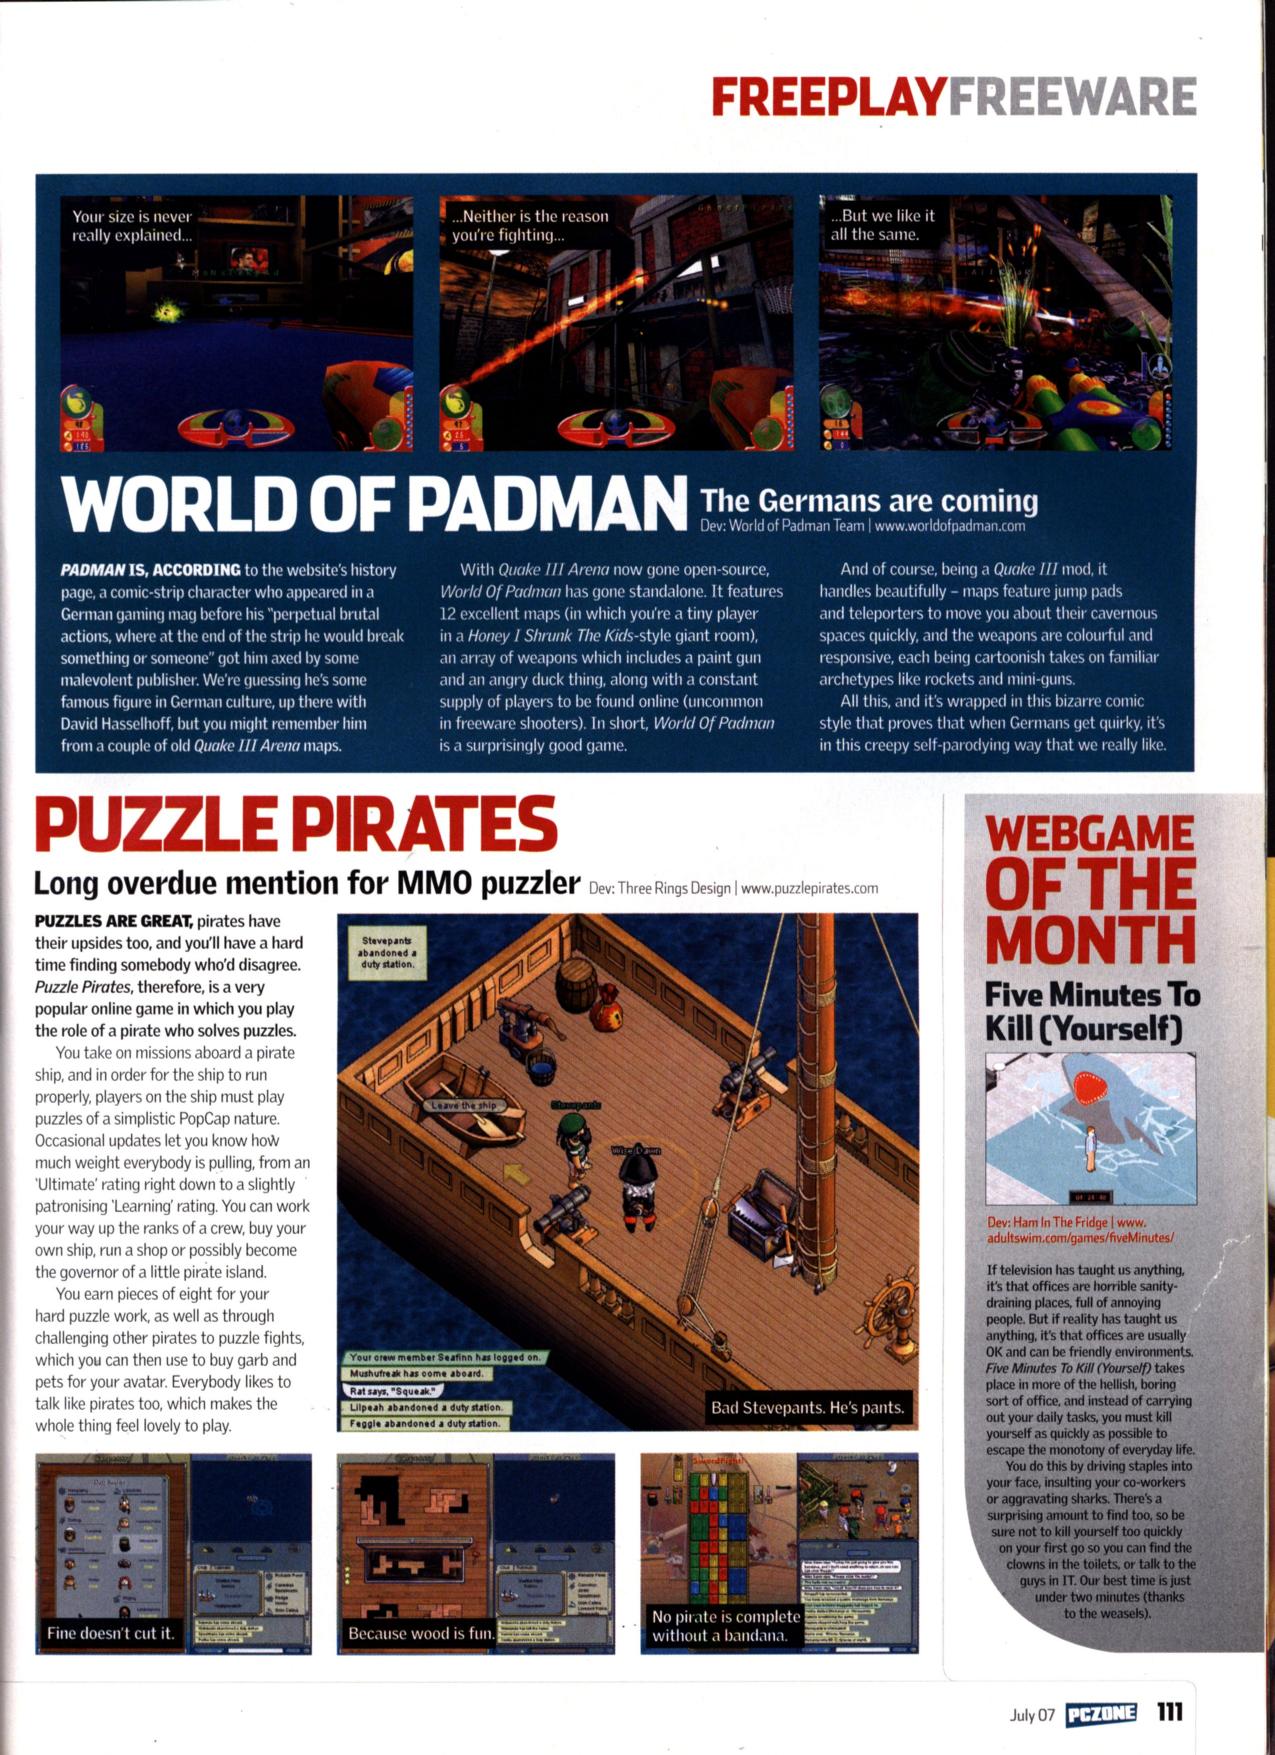 FREEPLAYFREEWARE
Your size is never
really explained...
...Neither is the reason
you're fighting...
...But we like it
all the same.
WORLD OF PADMAN The Germans are coming
Dev: World of Padman Team | www.worldofpadman.com
PADMAN IS, ACCORDING to the website's history
page, a comic-strip character who appeared in a
German gaming mag before his "perpetual brutal
actions, where at the end of the strip he would break
something or someone" got him axed by some
malevolent publisher. We're guessing he's some
famous figure in German culture, up there with
David Hasselhoff, but you might remember him
from a couple of old Quake III Arena maps.
With Quake III Arena now gone open-source,
World Of Padman has gone standalone. It features
12 excellent maps (in which you're a tiny player
in a Honey I Shrunk The Kids-style giant room),
an array of weapons which includes a paint gun
and an angry duck thing, along with a constant
supply of players to be found online (uncommon
in freeware shooters). In short, World Of Padman
is a surprisingly good game.
And of course, being a Quake III mod, it
handles beautifully – maps feature jump pads
and teleporters to move you about their cavernous
spaces quickly, and the weapons are colourful and
responsive, each being cartoonish takes on familiar
archetypes like rockets and mini-guns.
All this, and it's wrapped in this bizarre comic
style that proves that when Germans get quirky, it's
in this creepy self-parodying way that we really like.
PUZZLE PIRATES
Long overdue mention for MMO puzzler Dev: Three Rings Design | www.puzzlepirates.com
PUZZLES ARE GREAT, pirates have
their upsides too, and you'll have a hard
time finding somebody who'd disagree.
Puzzle Pirates, therefore, is a very
popular online game in which you play
the role of a pirate who solves puzzles.
You take on missions aboard a pirate
ship, and in order for the ship to run
properly, players on the ship must play
puzzles of a simplistic PopCap nature.
Occasional updates let you know how
much weight everybody is pulling, from an
'Ultimate' rating right down to a slightly
patronising 'Learning' rating. You can work
your way up the ranks of a crew, buy your
own ship, run a shop or possibly become
the governor of a little pirate island.
You earn pieces of eight for your
hard puzzle work, as well as through
challenging other pirates to puzzle fights,
which you can then use to buy garb and
pets for your avatar. Everybody likes to
talk like pirates too, which makes the
whole thing feel lovely to play.
Stevepants
abandoned a
duty station.
Leave the ship
Stevepants
Your crew member Seafinn has logged on.
Mushufreak has come aboard.
Rat says, "Squeak."
Lilpeah abandoned a duty station.
Feggle abandoned a duty station.
Bad Stevepants. He's pants.
Fine doesn't cut it.
Because wood is fun.
No pirate is complete
without a bandana.
WEBGAME
OF THE
MONTH
Five Minutes To
Kill (Yourself)
Dev: Ham In The Fridge | www.
adultswim.com/games/fiveMinutes/
If television has taught us anything,
it's that offices are horrible sanity-
draining places, full of annoying
people. But if reality has taught us
anything, it's that offices are usually
OK and can be friendly environments.
Five Minutes To Kill (Yourself) takes
place in more of the hellish, boring
sort of office, and instead of carrying
out your daily tasks, you must kill
yourself as quickly as possible to
escape the monotony of everyday life.
You do this by driving staples into
your face, insulting your co-workers
or aggravating sharks. There's a
surprising amount to find too, so be
sure not to kill yourself too quickly
on your first go so you can find the
clowns in the toilets, or talk to the
guys in IT. Our best time is just
under two minutes (thanks
to the weasels).
July 07 PCZONE 111